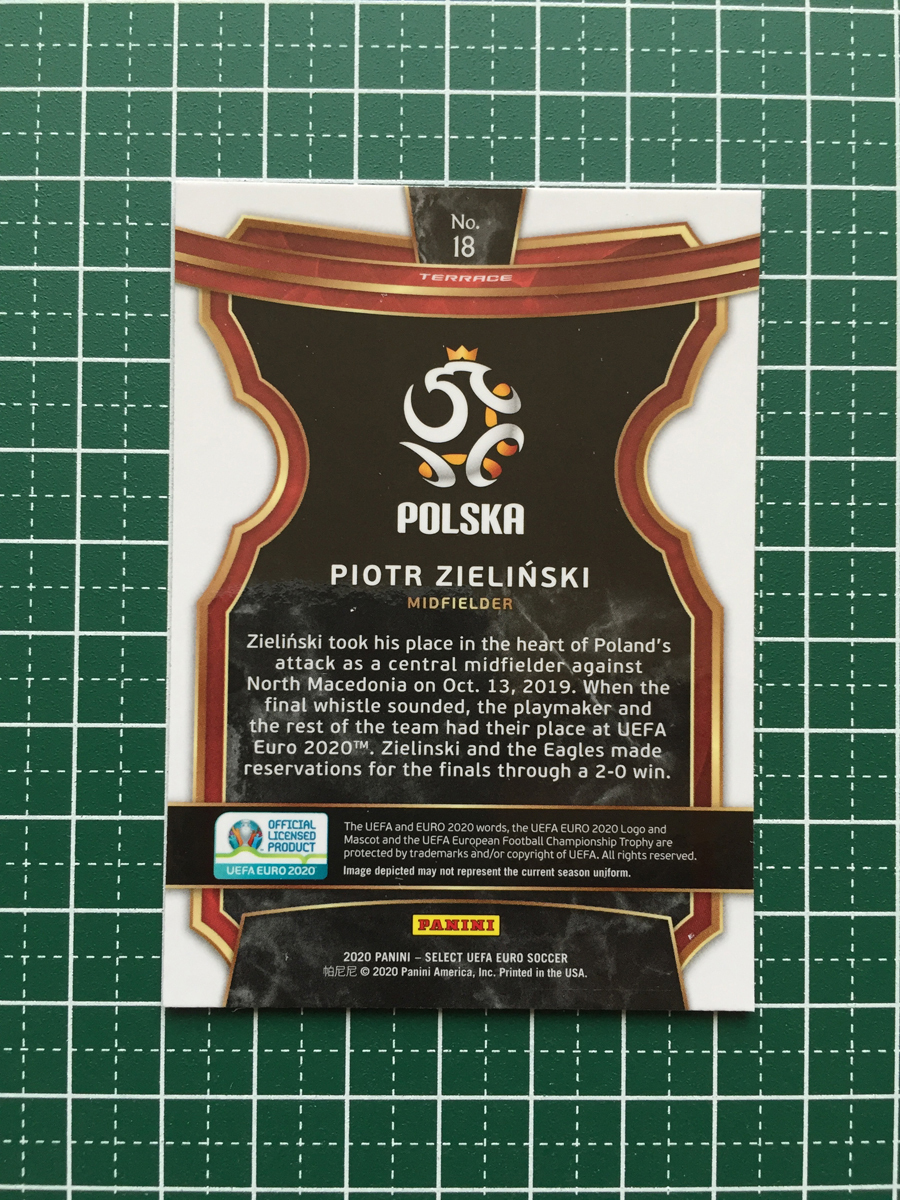 No.
18
TERRACE
POLSKA
PIOTR ZIELIŃSKI
MIDFIELDER
Zieliński took his place in the heart of Poland's
attack as a central midfielder against
North Macedonia on Oct. 13, 2019. When the
final whistle sounded, the playmaker and
the rest of the team had their place at UEFA
Euro 2020™. Zielinski and the Eagles made
reservations for the finals through a 2-0 win.
OFFICIAL
LICENSED
PRODUCT
UEFA EURO 2020
The UEFA and EURO 2020 words, the UEFA EURO 2020 Logo and
Mascot and the UEFA European Football Championship Trophy are
protected by trademarks and/or copyright of UEFA. All rights reserved.
Image depicted may not represent the current season uniform.
PANINI
2020 PANINI – SELECT UEFA EURO SOCCER
帕尼尼 © 2020 Panini America, Inc. Printed in the USA.